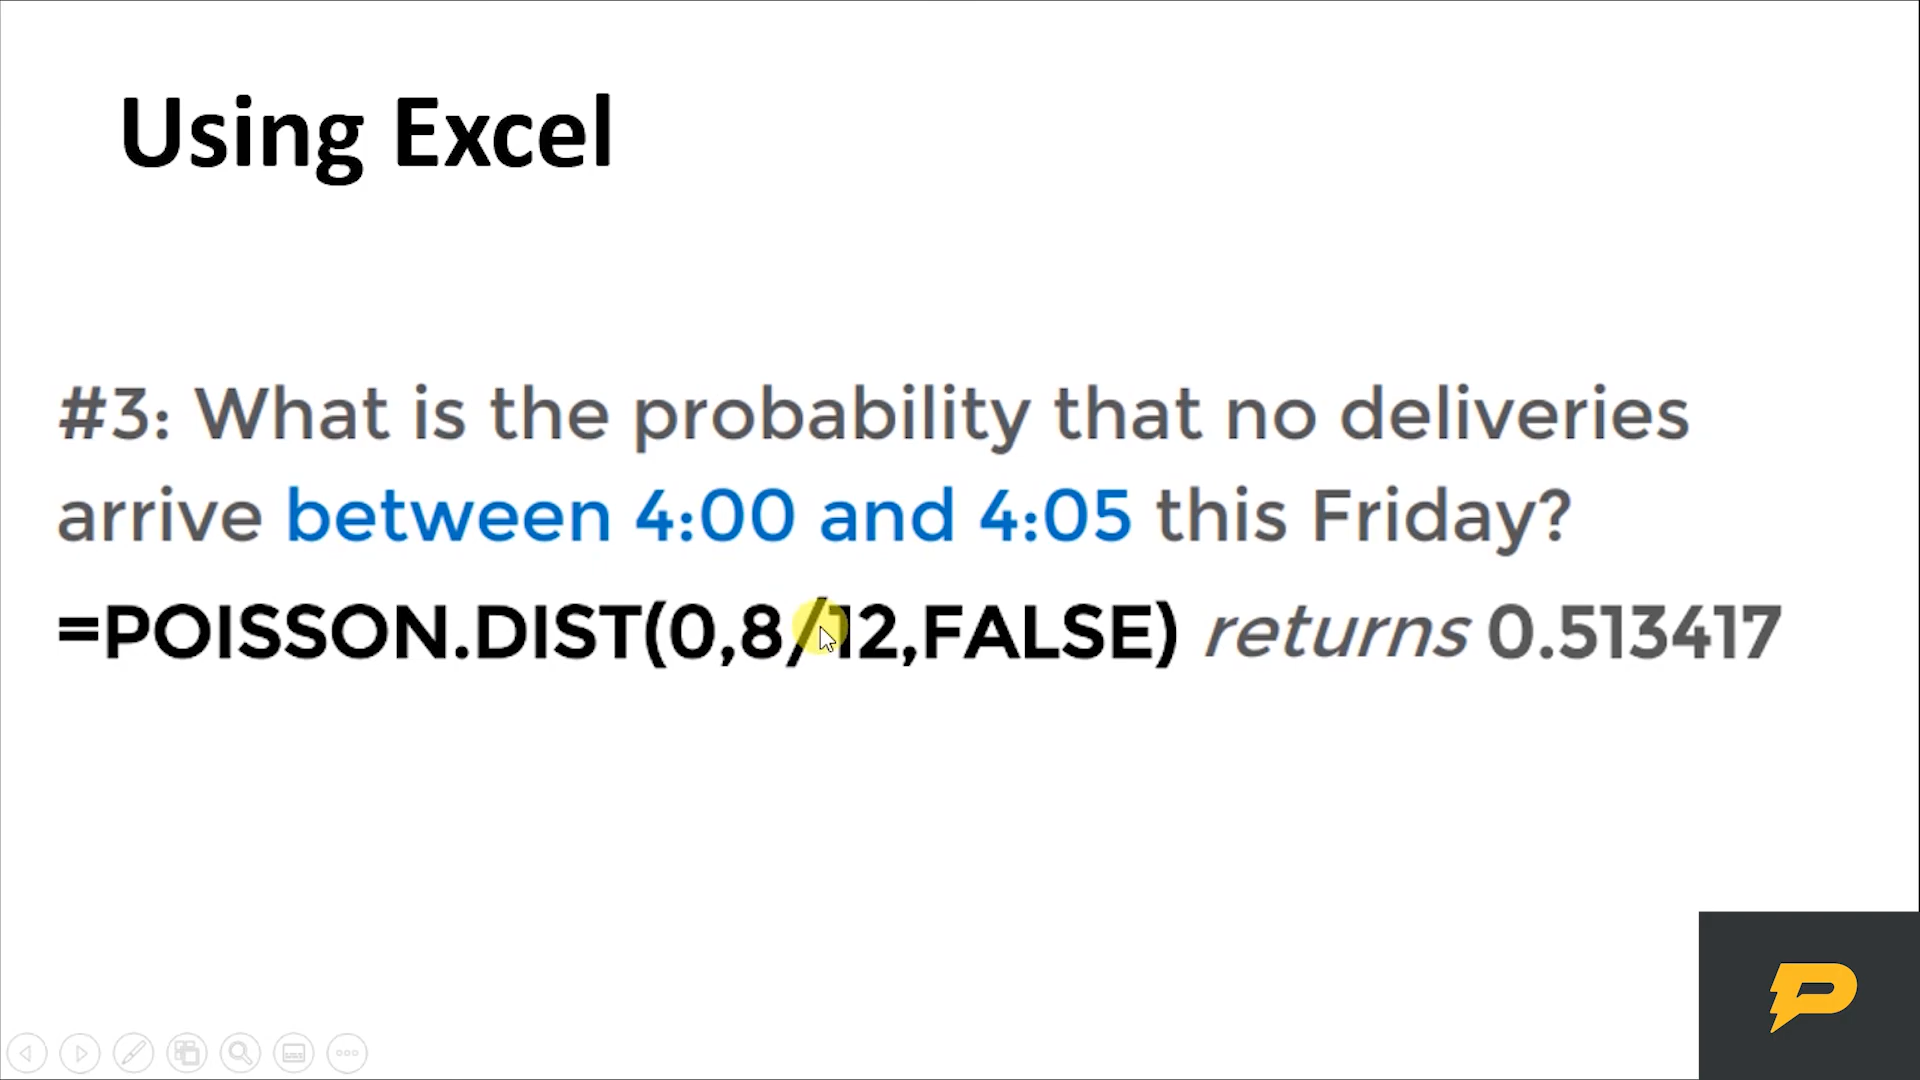 Using Excel
#3: What is the probability that no deliveries
arrive between 4:00 and 4:05 this Friday?
=POISSON.DIST(0,8/12,FALSE) returns 0.513417